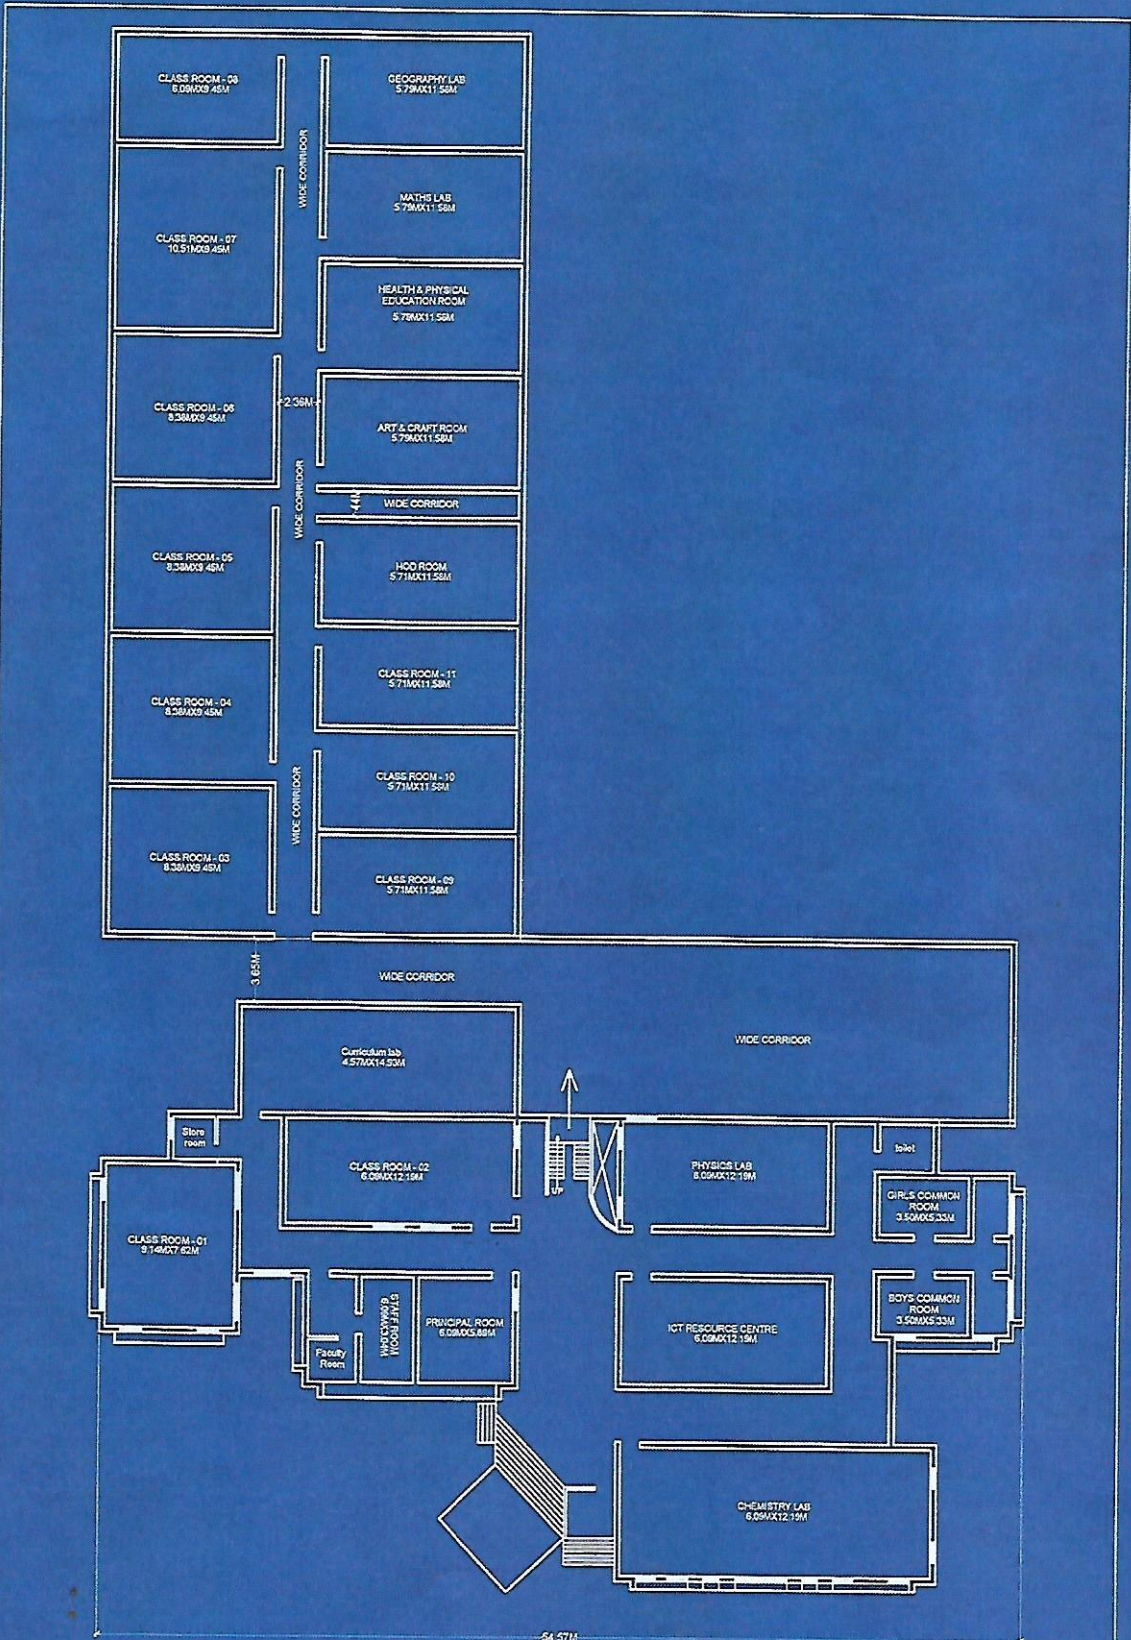 CLASS ROOM - 08
6.09MX9.45M
GEOGRAPHY LAB
5.79MX11.58M
WIDE CORRIDOR
MATHS LAB
5.79MX11.58M
CLASS ROOM - 07
10.51MX9.45M
HEALTH & PHYSICAL
EDUCATION ROOM
5.79MX11.58M
CLASS ROOM - 06
8.38MX9.45M
2.36M
ART & CRAFT ROOM
5.79MX11.58M
WIDE CORRIDOR
WIDE CORRIDOR
CLASS ROOM - 05
8.38MX9.45M
HOD ROOM
5.71MX11.58M
CLASS ROOM - 11
5.71MX11.58M
CLASS ROOM - 04
8.38MX9.45M
CLASS ROOM - 10
5.71MX11.58M
WIDE CORRIDOR
CLASS ROOM - 03
8.38MX9.45M
CLASS ROOM - 09
5.71MX11.58M
3.65M
WIDE CORRIDOR
WIDE CORRIDOR
Curriculum lab
4.57MX14.93M
Store
room
CLASS ROOM - 02
6.09MX12.19M
UP
PHYSICS LAB
6.09MX12.19M
toilet
GIRLS COMMON
ROOM
3.50MX5.33M
CLASS ROOM - 01
9.14MX7.62M
STAFF ROOM
6.09MX3.04M
PRINCIPAL ROOM
6.09MX5.89M
Faculty
Room
ICT RESOURCE CENTRE
6.09MX12.19M
BOYS COMMON
ROOM
3.50MX5.33M
CHEMISTRY LAB
6.09MX12.19M
54.57M